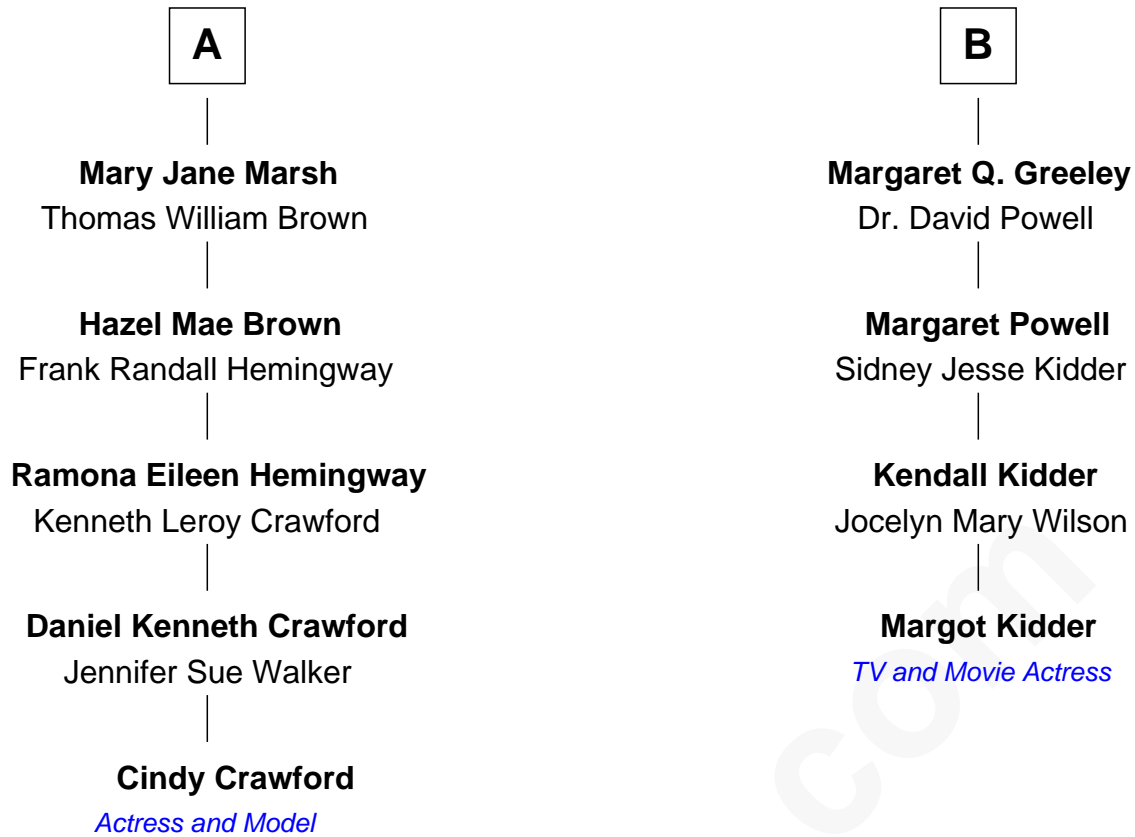 A
Mary Jane Marsh
Thomas William Brown
Hazel Mae Brown
Frank Randall Hemingway
Ramona Eileen Hemingway
Kenneth Leroy Crawford
Daniel Kenneth Crawford
Jennifer Sue Walker
Cindy Crawford
Actress and Model
B
Margaret Q. Greeley
Dr. David Powell
Margaret Powell
Sidney Jesse Kidder
Kendall Kidder
Jocelyn Mary Wilson
Margot Kidder
TV and Movie Actress
com